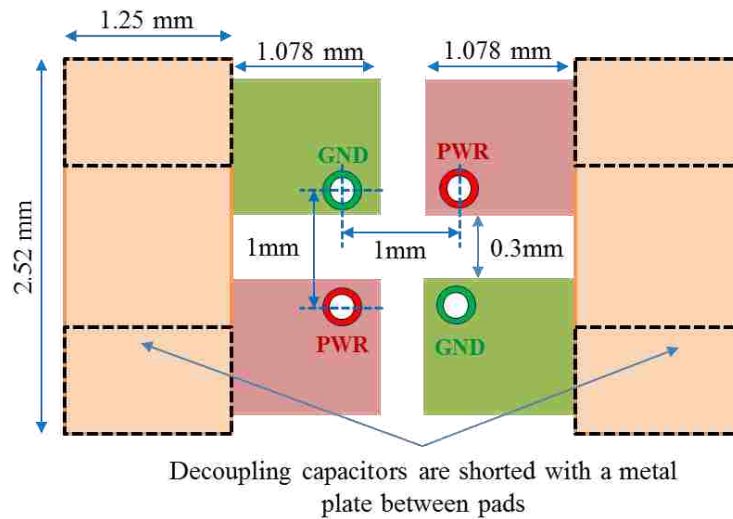 1.25 mm
1.078 mm
1.078 mm
GND
PWR
2.52 mm
1mm
1mm
0.3mm
PWR
GND
Decoupling capacitors are shorted with a metal
plate between pads